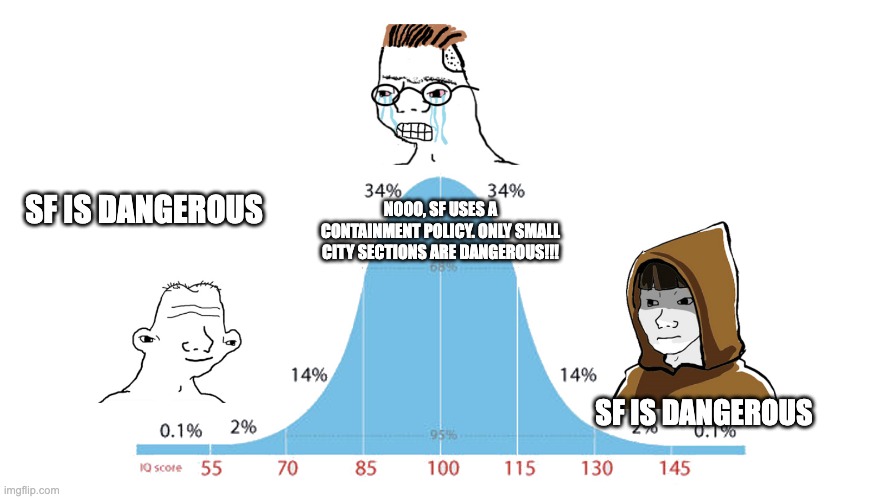 34%
34%
SF IS DANGEROUS
NOOO, SF USES A
CONTAINMENT POLICY. ONLY SMALL
CITY SECTIONS ARE DANGEROUS!!!
68%
14%
14%
SF IS DANGEROUS
0.1%
2%
95%
2%
0.1%
IQ score
55
70
85
100
115
130
145
imgflip.com